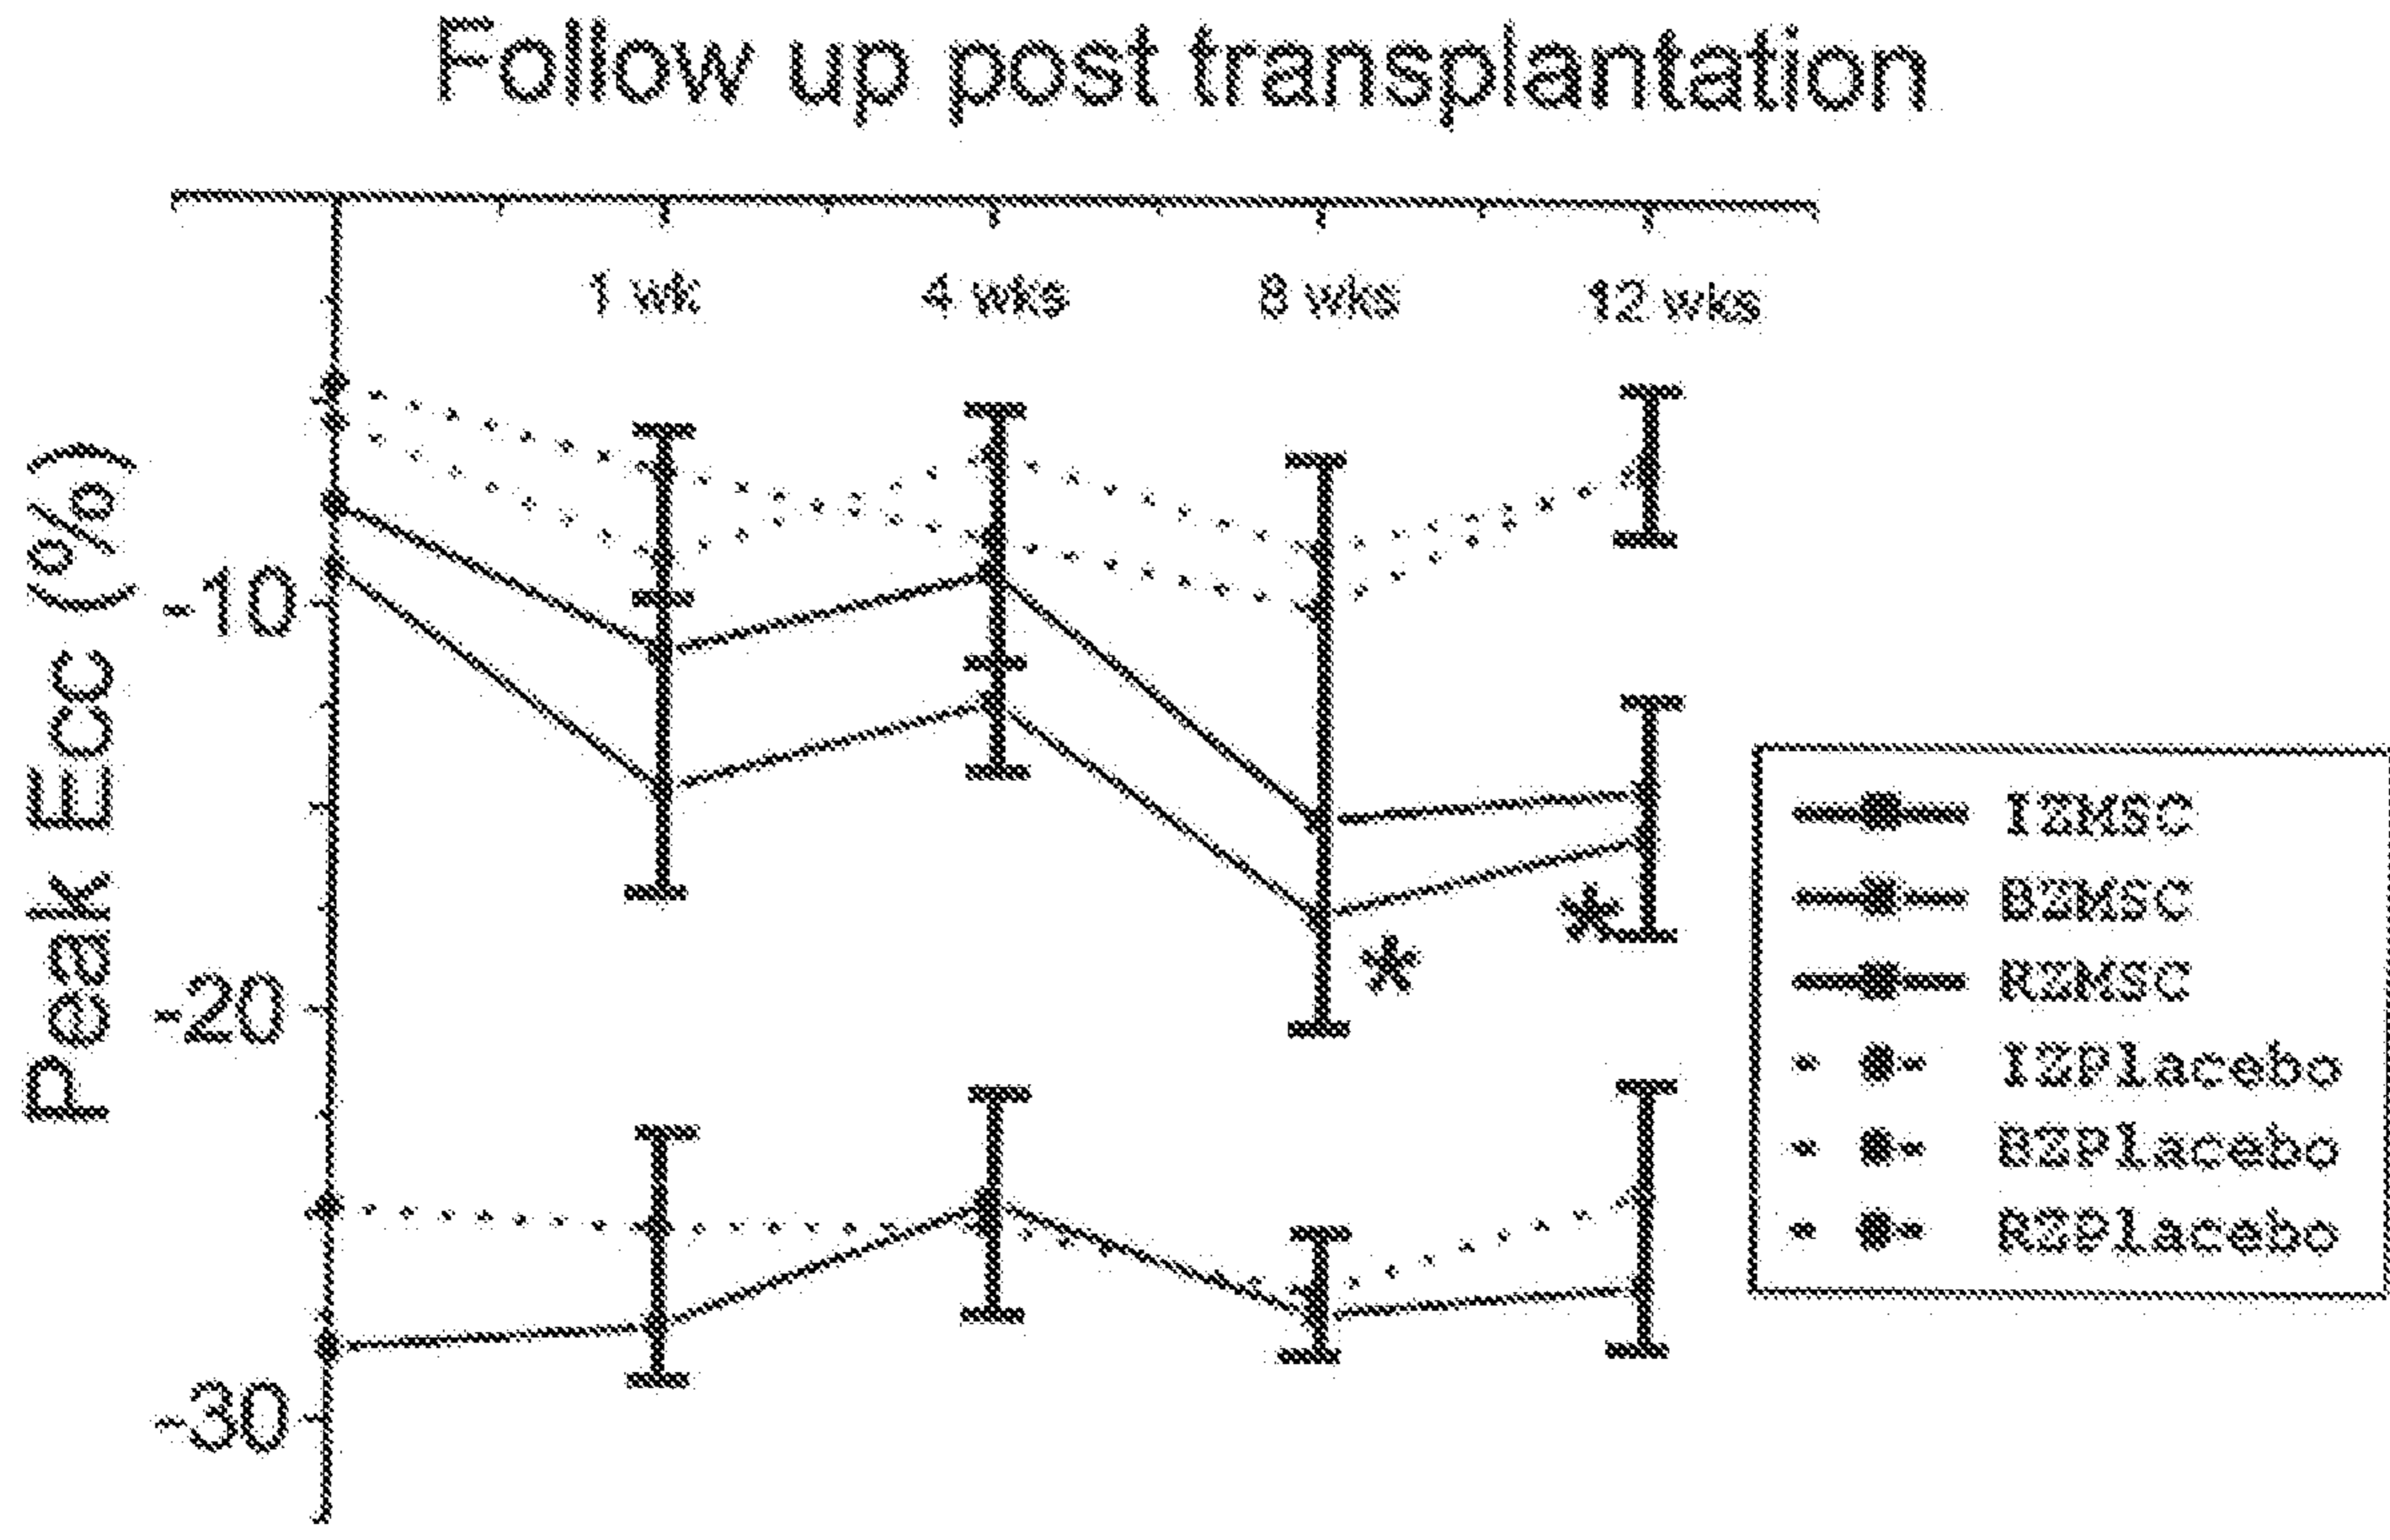 Follow up post transplantation
1 wk
4 wks
8 wks
12 wks
Peak Ecc (%)
-10
-20
-30
*
*
IZMSC
BZMSC
RZMSC
IZPlacebo
BZPlacebo
RZPlacebo